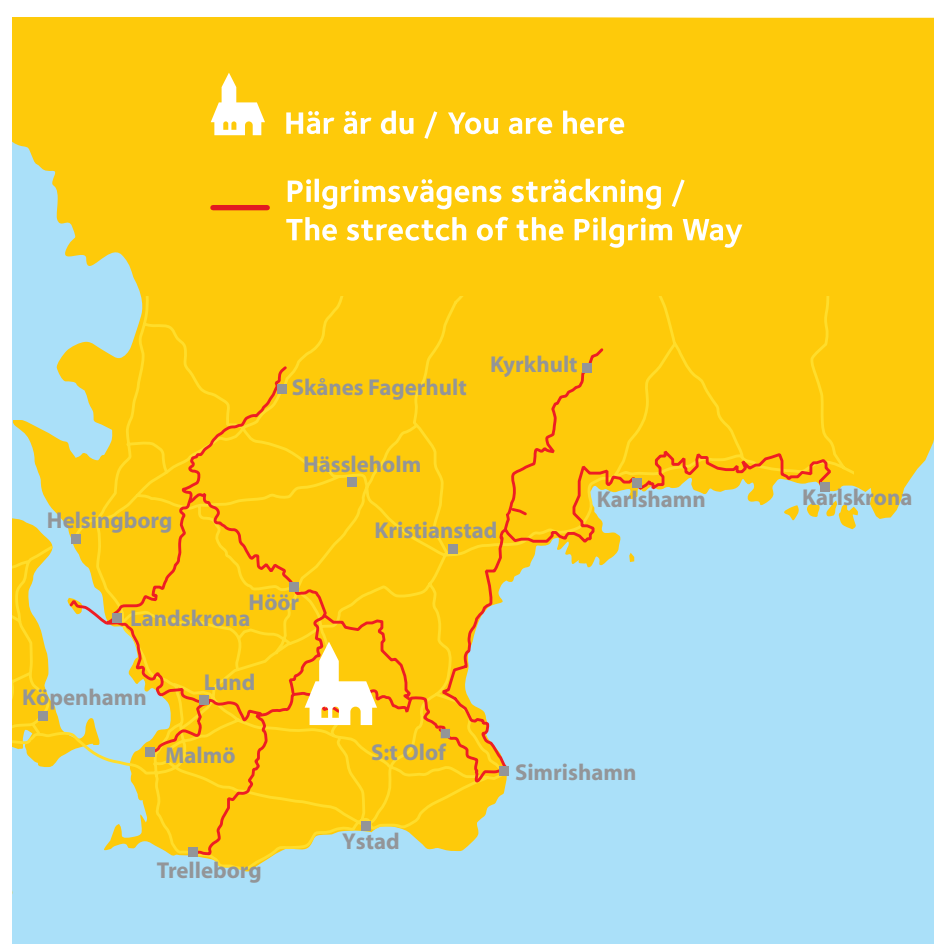 Här är du / You are here
Pilgrimsvägens sträckning /
The strectch of the Pilgrim Way
Kyrkhult
Skånes Fagerhult
Hässleholm
Karlshamn
Karlskrona
Helsingborg
Kristianstad
Höör
Landskrona
Lund
Köpenhamn
S:t Olof
Malmö
Simrishamn
Ystad
Trelleborg